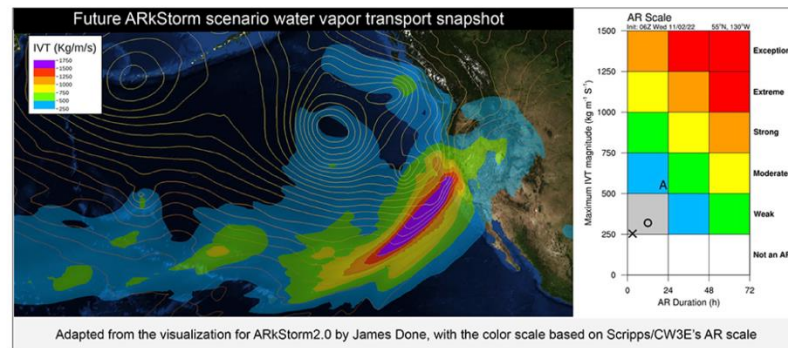 Future ARkStorm scenario water vapor transport snapshot
IVT (Kg/m/s)
1750
1500
1250
1000
750
500
250
AR Scale
Init: 06Z Wed 11/02/22 55°N, 130°W
Maximum IVT magnitude (kg m⁻¹ S⁻¹)
1500
1250
1000
750
500
250
0
Exception
Extreme
Strong
Moderate
Weak
Not an AR
A
O
X
0 24 48 72
AR Duration (h)
Adapted from the visualization for ARkStorm2.0 by James Done, with the color scale based on Scripps/CW3E's AR scale